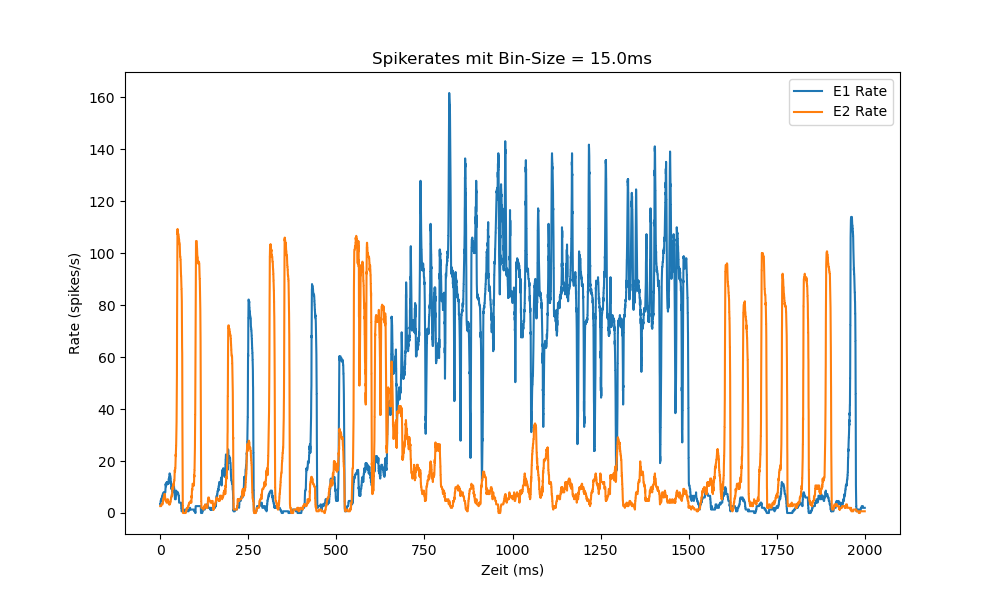 Spikerates mit Bin-Size = 15.0ms
E1 Rate
E2 Rate
Rate (spikes/s)
160
140
120
100
80
60
40
20
0
0 250 500 750 1000 1250 1500 1750 2000
Zeit (ms)